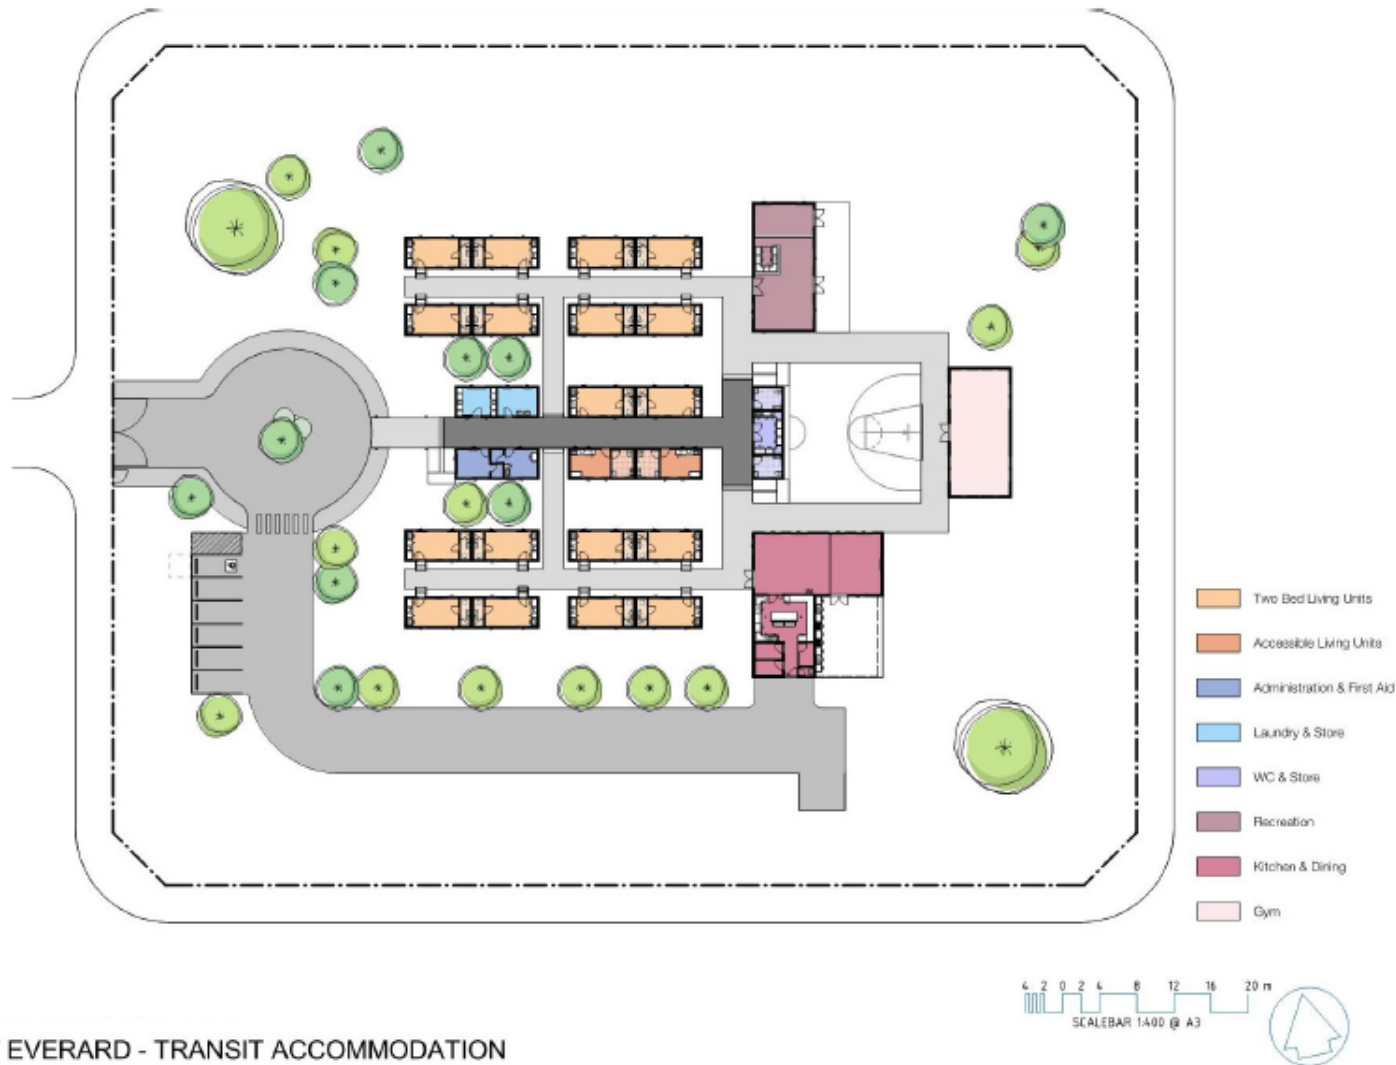 Two Bed Living Units
Accessible Living Units
Administration & First Aid
Laundry & Store
WC & Store
Recreation
Kitchen & Dining
Gym
4 2 0 2 4 8 12 16 20 m
SCALEBAR 1:400 @ A3
EVERARD - TRANSIT ACCOMMODATION